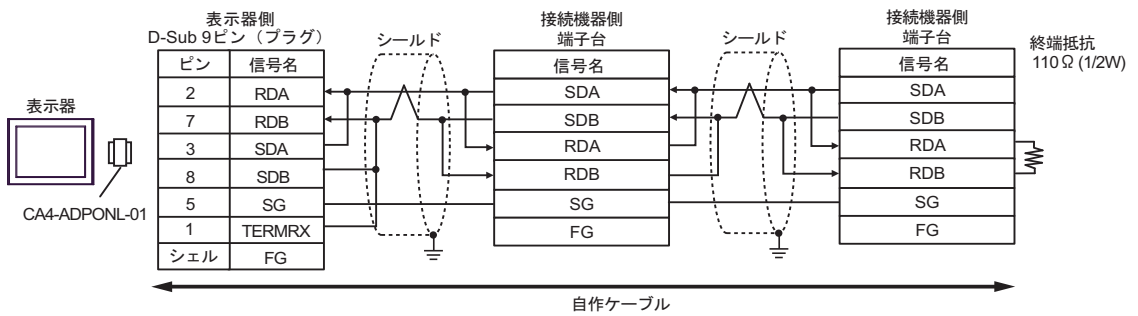 表示器側
D-Sub 9ピン（プラグ）
ピン 信号名
2 RDA
7 RDB
3 SDA
8 SDB
5 SG
1 TERMRX
シェル FG
表示器
CA4-ADPONL-01
シールド
接続機器側
端子台
信号名
SDA
SDB
RDA
RDB
SG
FG
シールド
接続機器側
端子台
信号名
SDA
SDB
RDA
RDB
SG
FG
終端抵抗
110Ω (1/2W)
自作ケーブル